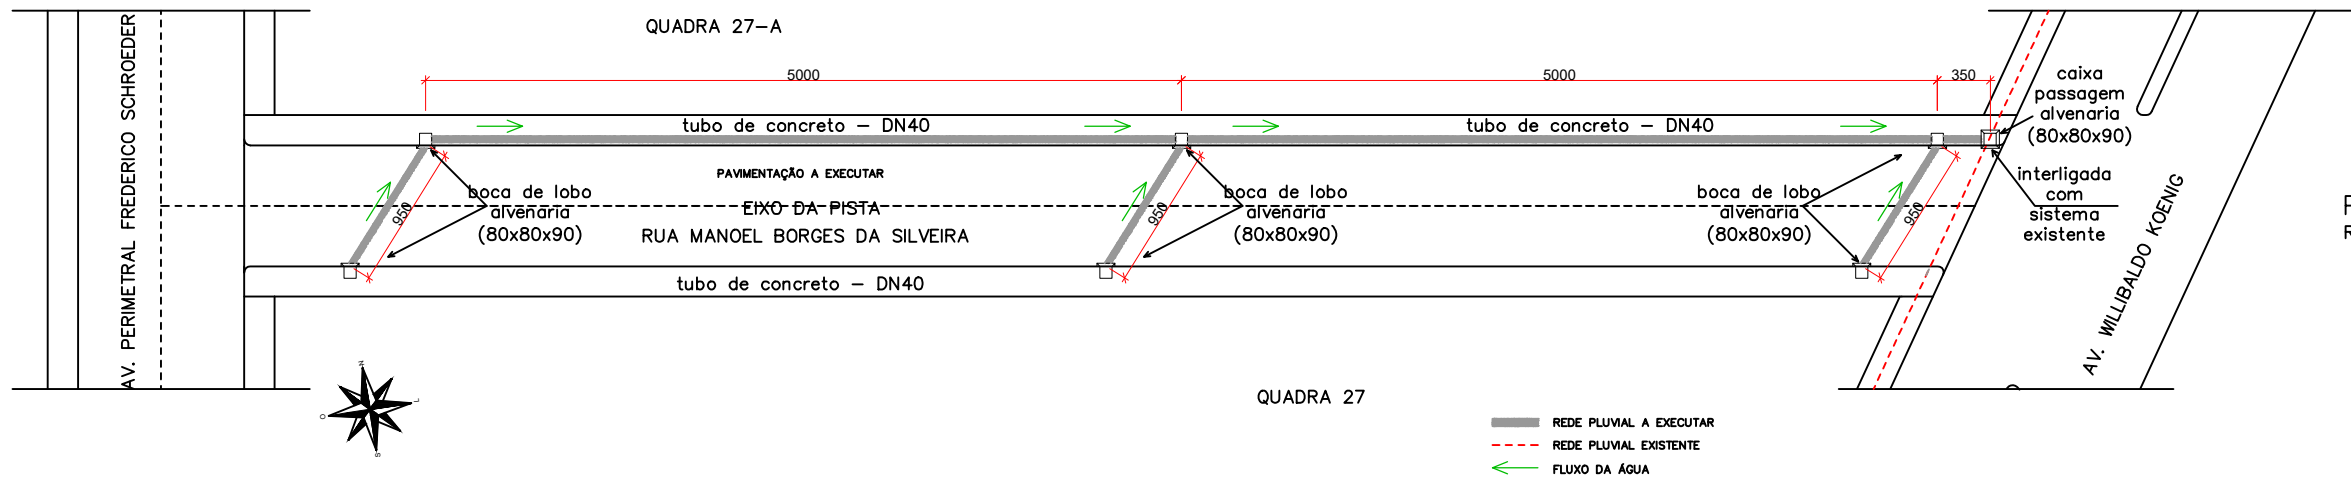 QUADRA 27-A
AV. PERIMETRAL FREDERICO SCHROEDER
5000
5000
350
caixa
passagem
alvenaria
(80x80x90)
tubo de concreto - DN40
tubo de concreto - DN40
PAVIMENTAÇÃO A EXECUTAR
950
boca de lobo
alvenaria
(80x80x90)
EIXO DA PISTA
RUA MANOEL BORGES DA SILVEIRA
950
boca de lobo
alvenaria
(80x80x90)
boca de lobo
alvenaria
(80x80x90)
950
interligada
com
sistema
existente
AV. WILLIBALDO KOENIG
tubo de concreto - DN40
N
L
O
S
QUADRA 27
REDE PLUVIAL A EXECUTAR
REDE PLUVIAL EXISTENTE
FLUXO DA ÁGUA